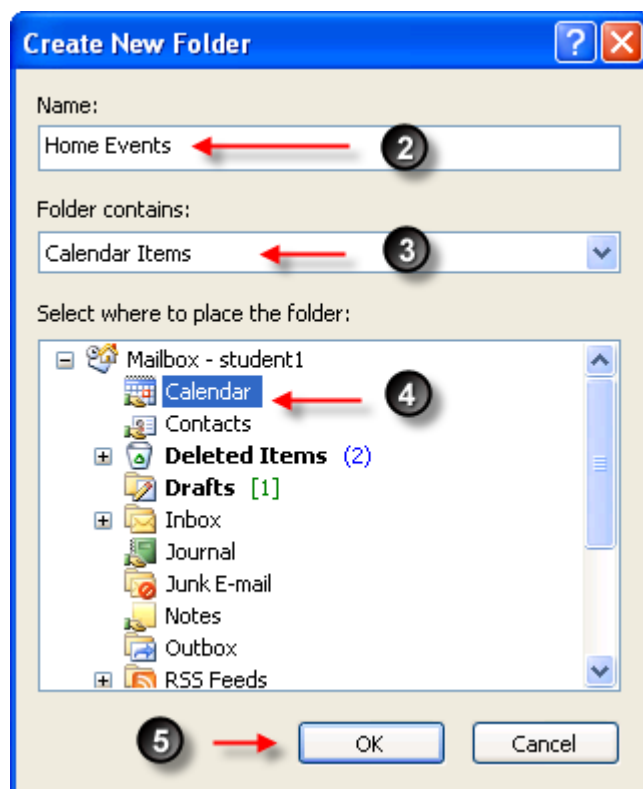 Create New Folder
?
Name:
Home Events
2
Folder contains:
Calendar Items
3
Select where to place the folder:
Mailbox - student1
Calendar
4
Contacts
Deleted Items (2)
Drafts [1]
Inbox
Journal
Junk E-mail
Notes
Outbox
RSS Feeds
5
OK
Cancel